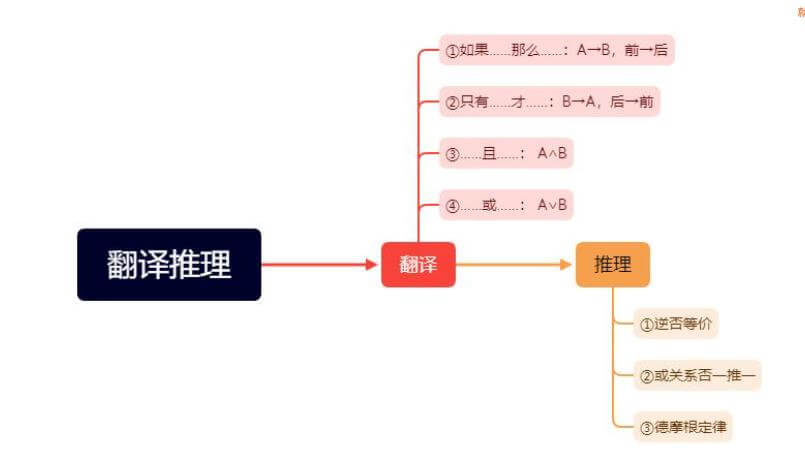 ①如果……那么……：A→B，前→后
②只有……才……：B→A，后→前
③……且……： A∧B
④……或……： A∨B
翻译推理
翻译
推理
①逆否等价
②或关系否一推一
③德摩根定律